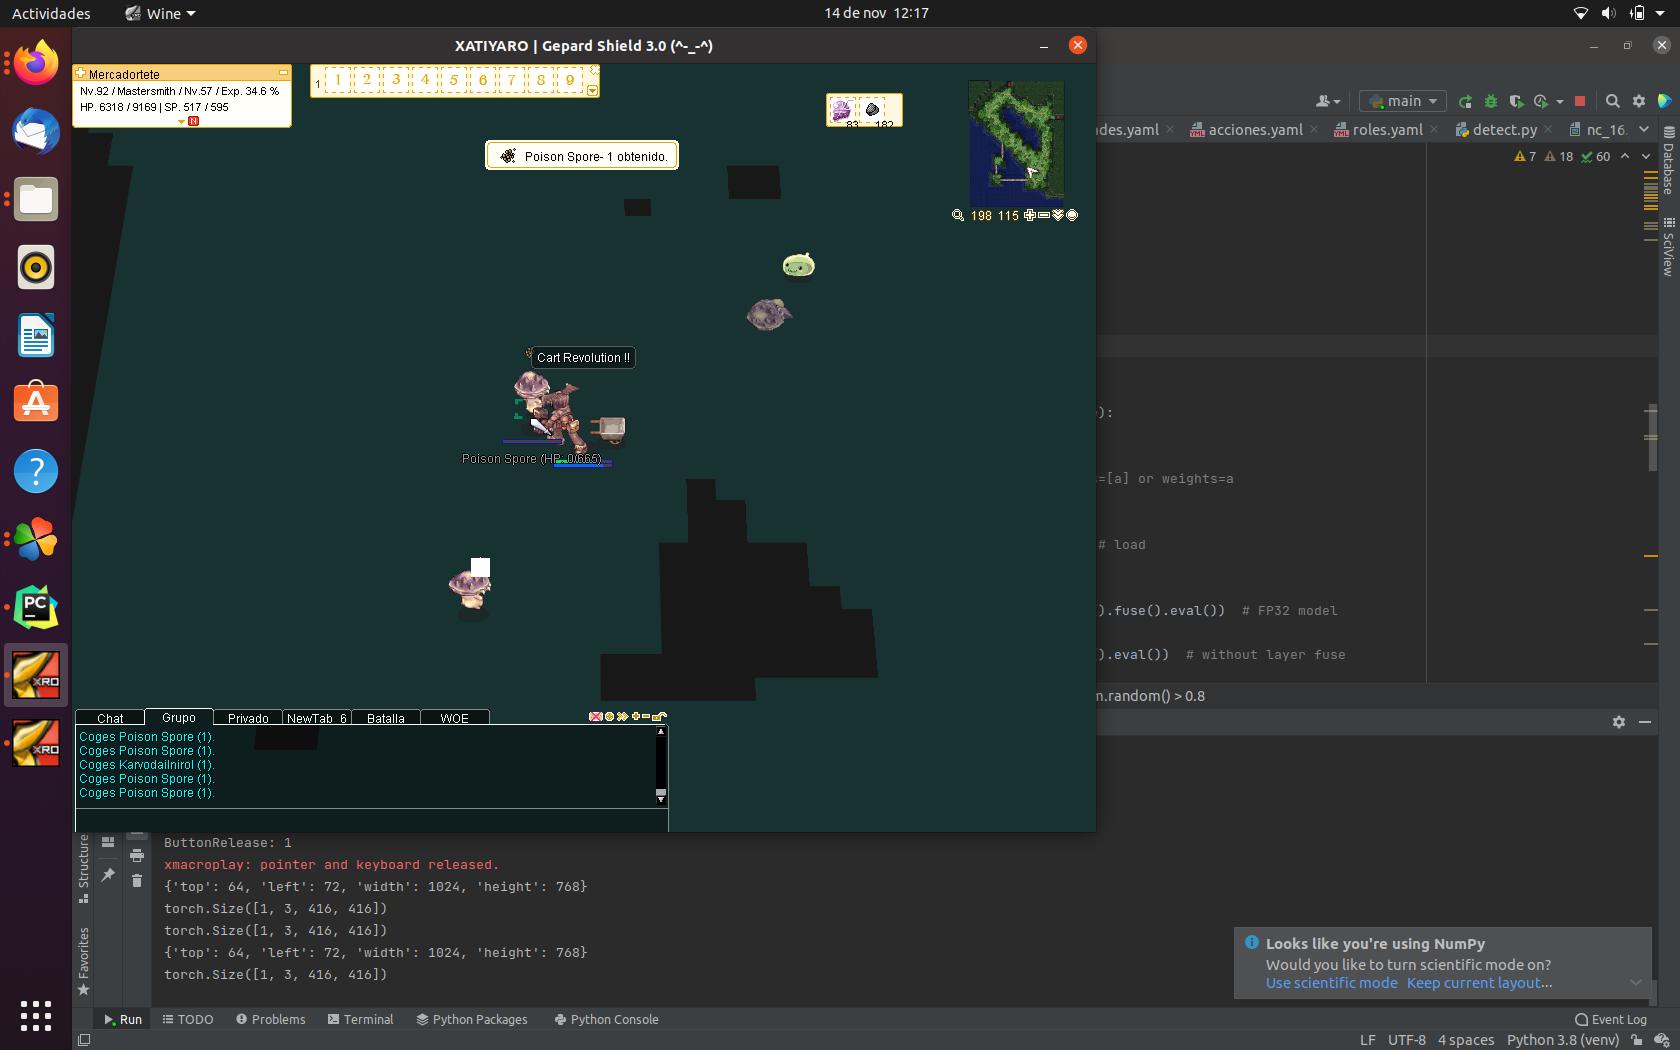 Actividades
Wine
14 de nov 12:17
XATIYARO | Gepard Shield 3.0 (^-_-^)
Mercadortete
Nv.92 / Mastersmith / Nv.57 / Exp. 34.6 %
HP. 6318 / 9169 | SP. 517 / 595
N
1 1 2 3 4 5 6 7 8 9
83 182
Poison Spore- 1 obtenido.
198 115
main
ades.yaml
acciones.yaml
roles.yaml
detect.py
nc_16.
7 18 60
Database
SciView
Cart Revolution !!
Poison Spore (HP: 0/665)
):
=[a] or weights=a
# load
).fuse().eval()) # FP32 model
).eval()) # without layer fuse
m.random() > 0.8
Chat
Grupo
Privado
NewTab_6
Batalla
WOE
Coges Poison Spore (1).
Coges Poison Spore (1).
Coges Karvodailnirol (1).
Coges Poison Spore (1).
Coges Poison Spore (1).
PC
XRO
XRO
Structure
Favorites
ButtonRelease: 1
xmacroplay: pointer and keyboard released.
{'top': 64, 'left': 72, 'width': 1024, 'height': 768}
torch.Size([1, 3, 416, 416])
torch.Size([1, 3, 416, 416])
{'top': 64, 'left': 72, 'width': 1024, 'height': 768}
torch.Size([1, 3, 416, 416])
Looks like you're using NumPy
Would you like to turn scientific mode on?
Use scientific mode Keep current layout...
Run
TODO
Problems
Terminal
Python Packages
Python Console
Event Log
LF UTF-8 4 spaces Python 3.8 (venv)